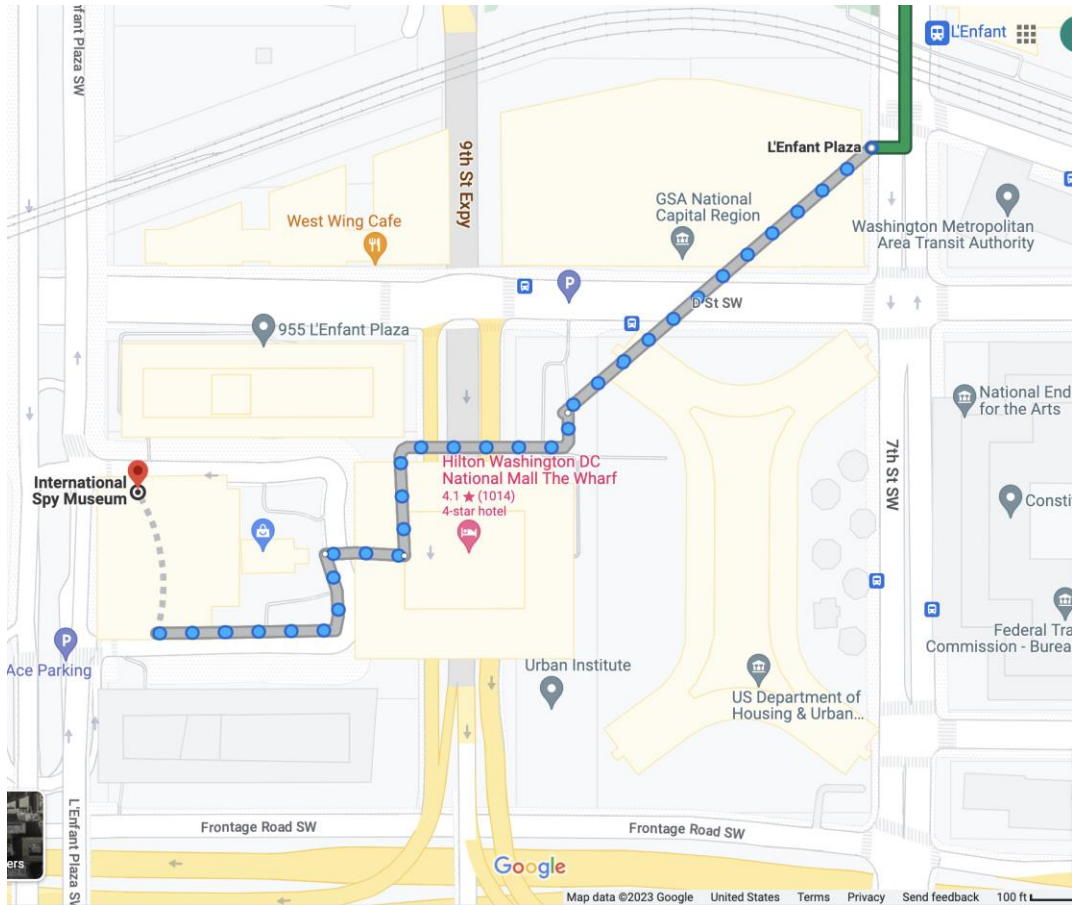 nfant Plaza SW
L'Enfant
9th St Expy
L'Enfant Plaza
GSA National
Capital Region
West Wing Cafe
Washington Metropolitan
Area Transit Authority
P
D St SW
955 L'Enfant Plaza
National End
for the Arts
International
Spy Museum
Hilton Washington DC
National Mall The Wharf
4.1 ★ (1014)
4-star hotel
7th St SW
Constit
P
Ace Parking
Federal Tra
Commission - Burea
Urban Institute
US Department of
Housing & Urban...
L'Enfant Plaza SW
Frontage Road SW
Frontage Road SW
ers
Google
Map data ©2023 Google United States Terms Privacy Send feedback 100 ft